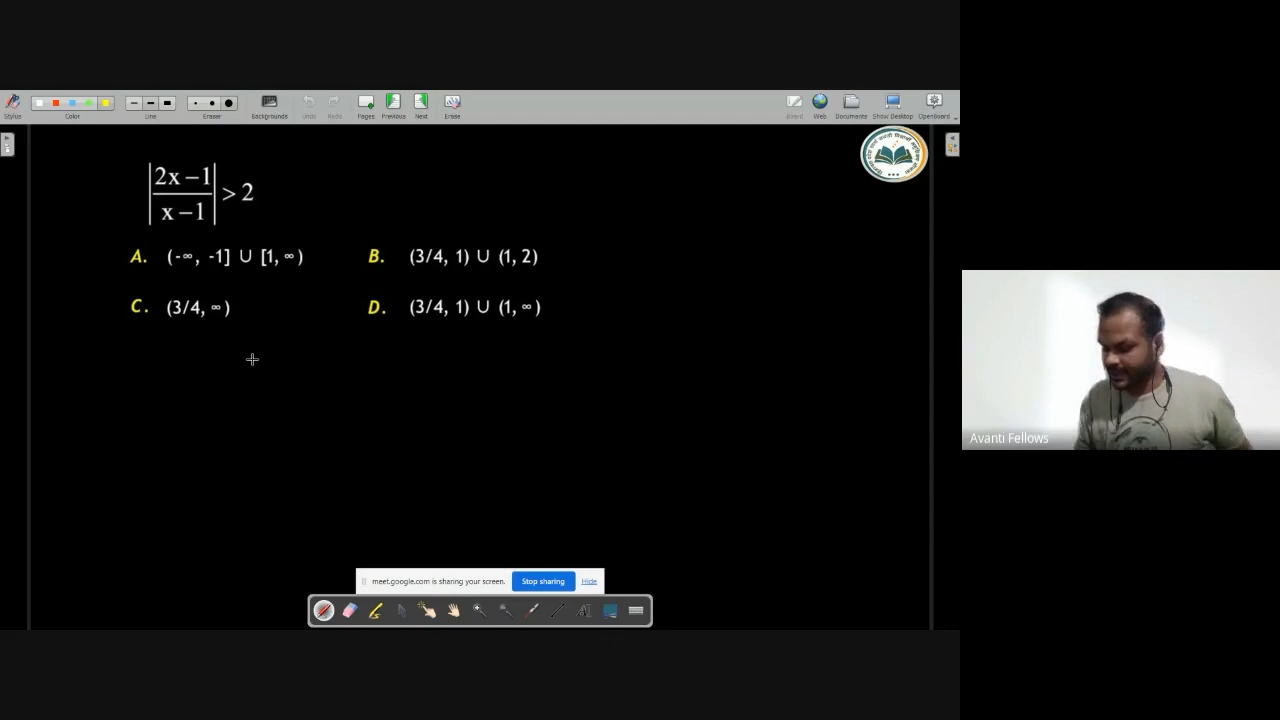 Stylus Color Line Eraser Backgrounds Undo Redo Pages Previous Next Erase Board Web Documents Show Desktop OpenBoard
|2x – 1 / x – 1| > 2
A. (-∞, -1] ∪ [1, ∞) B. (3/4, 1) ∪ (1, 2)
C. (3/4, ∞) D. (3/4, 1) ∪ (1, ∞)
Avanti Fellows
meet.google.com is sharing your screen. Stop sharing Hide